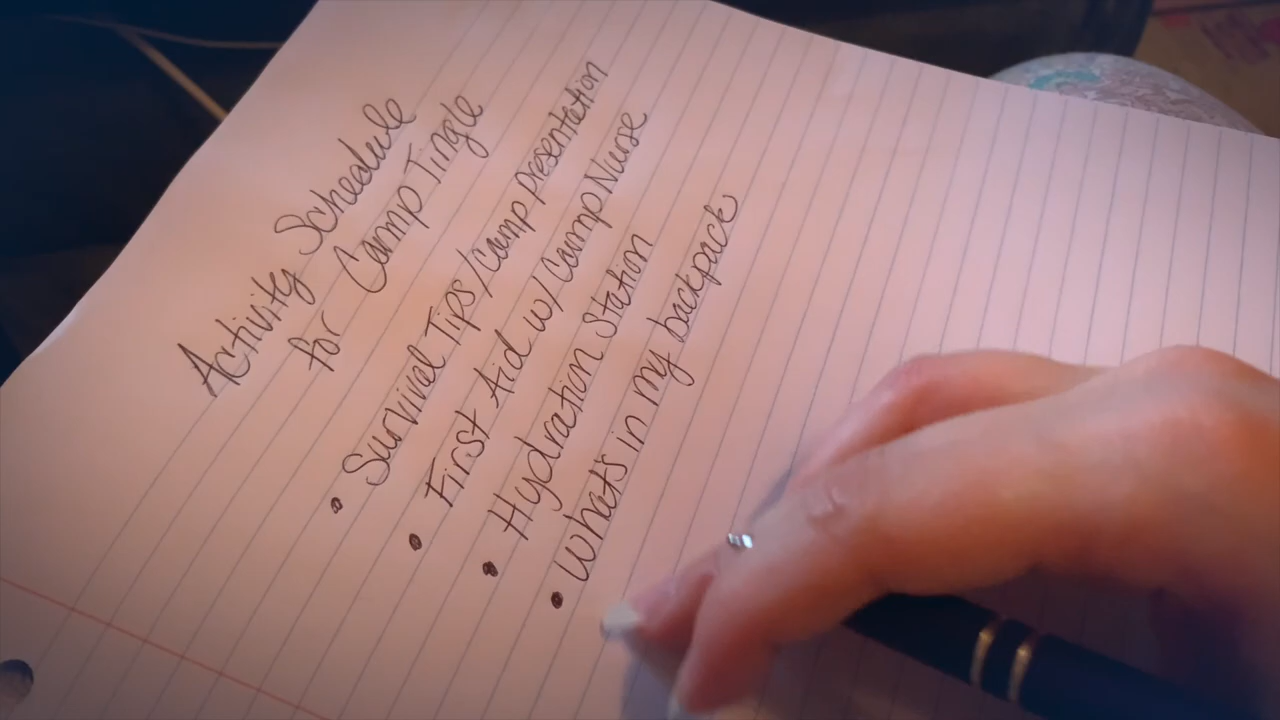 Activity Schedule
for Camp Tingle
• Survival Tips/Camp Presentation
• First Aid w/ Camp Nurse
• Hydration Station
• What's in my backpack